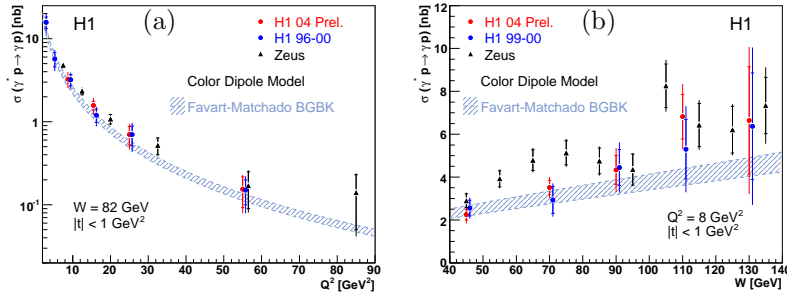 H1
(a)
H1 04 Prel.
H1 96-00
Zeus
Color Dipole Model
Favart-Matchado BGBK
W = 82 GeV
|t| < 1 GeV²
σ (γ* p → γ p) [nb]
10
1
10⁻¹
10 20 30 40 50 60 70 80 90
Q² [GeV²]
(b)
H1
H1 04 Prel.
H1 99-00
Zeus
Color Dipole Model
Favart-Matchado BGBK
Q² = 8 GeV²
|t| < 1 GeV²
σ (γ* p → γ p) [nb]
12
10
8
6
4
2
0
40 50 60 70 80 90 100 110 120 130 140
W [GeV]